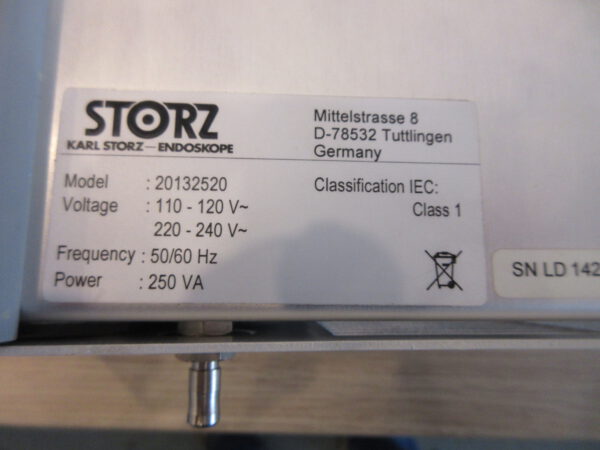 STORZ
KARL STORZ—ENDOSKOPE
Mittelstrasse 8
D-78532 Tuttlingen
Germany
Model : 20132520
Voltage : 110 - 120 V~
220 - 240 V~
Frequency : 50/60 Hz
Power : 250 VA
Classification IEC:
Class 1
SN LD 142